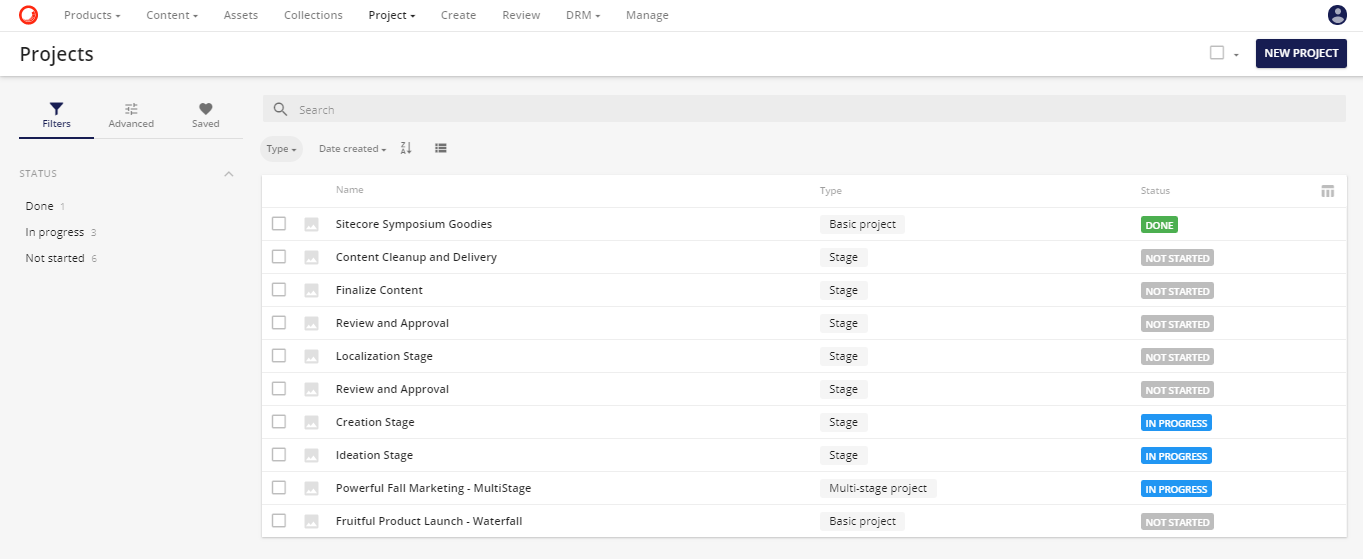 Products Content Assets Collections Project Create Review DRM Manage
Projects
NEW PROJECT
Filters Advanced Saved
Search
Type Date created
STATUS
Done 1
In progress 3
Not started 6
Name Type Status
Sitecore Symposium Goodies Basic project DONE
Content Cleanup and Delivery Stage NOT STARTED
Finalize Content Stage NOT STARTED
Review and Approval Stage NOT STARTED
Localization Stage Stage NOT STARTED
Review and Approval Stage NOT STARTED
Creation Stage Stage IN PROGRESS
Ideation Stage Stage IN PROGRESS
Powerful Fall Marketing - MultiStage Multi-stage project IN PROGRESS
Fruitful Product Launch - Waterfall Basic project NOT STARTED